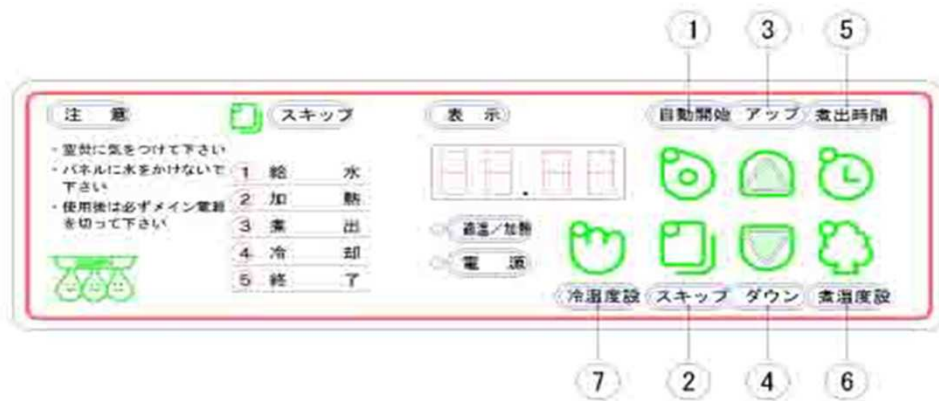 ① ③ ⑤
注 意
スキップ
表 示
自動開始 アップ 煮出時間
・空焚に気をつけて下さい
・パネルに水をかけないで
下さい
・使用後は必ずメイン電源
を切って下さい
1 給 水
2 加 熱
3 煮 出
4 冷 却
5 終 了
適温/加熱
電 源
冷温度設 スキップ ダウン 煮温度設
⑦ ② ④ ⑥